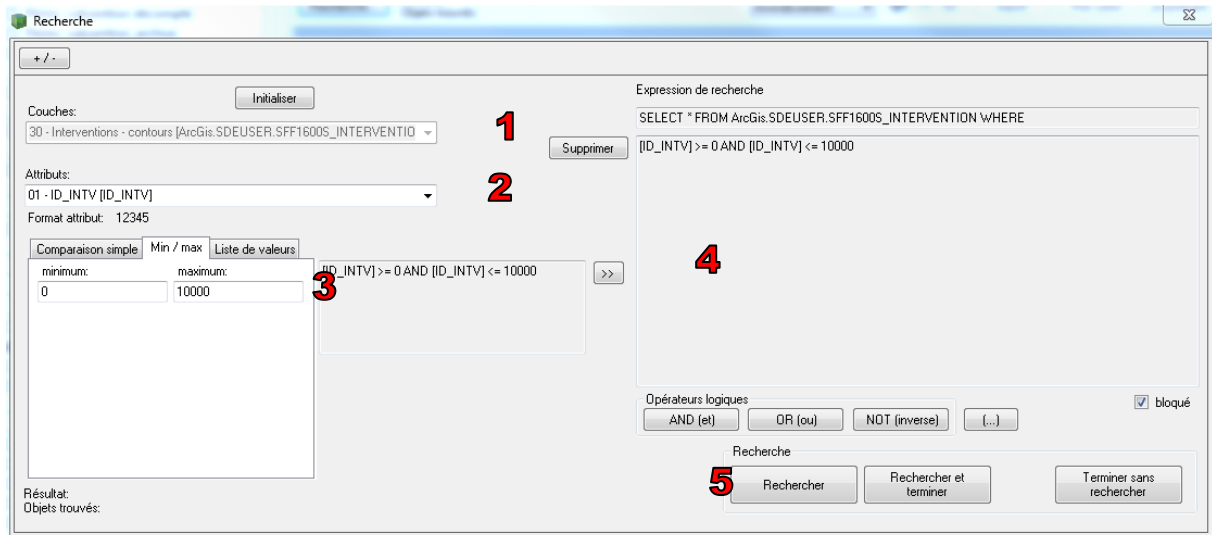 Recherche
+ / -
Initialiser
Couches:
30 - Interventions - contours [ArcGis.SDEUSER.SFF1600S_INTERVENTIO
1
Supprimer
Attributs:
01 - ID_INTV [ID_INTV]
2
Format attribut: 12345
Comparaison simple Min / max Liste de valeurs
minimum: maximum:
0 10000
[ID_INTV] >= 0 AND [ID_INTV] <= 10000
3
>>
Résultat:
Objets trouvés:
Expression de recherche
SELECT * FROM ArcGis.SDEUSER.SFF1600S_INTERVENTION WHERE
[ID_INTV] >= 0 AND [ID_INTV] <= 10000
4
Opérateurs logiques
AND (et) OR (ou) NOT (inverse) (...)
bloqué
Recherche
5
Rechercher
Rechercher et
terminer
Terminer sans
rechercher